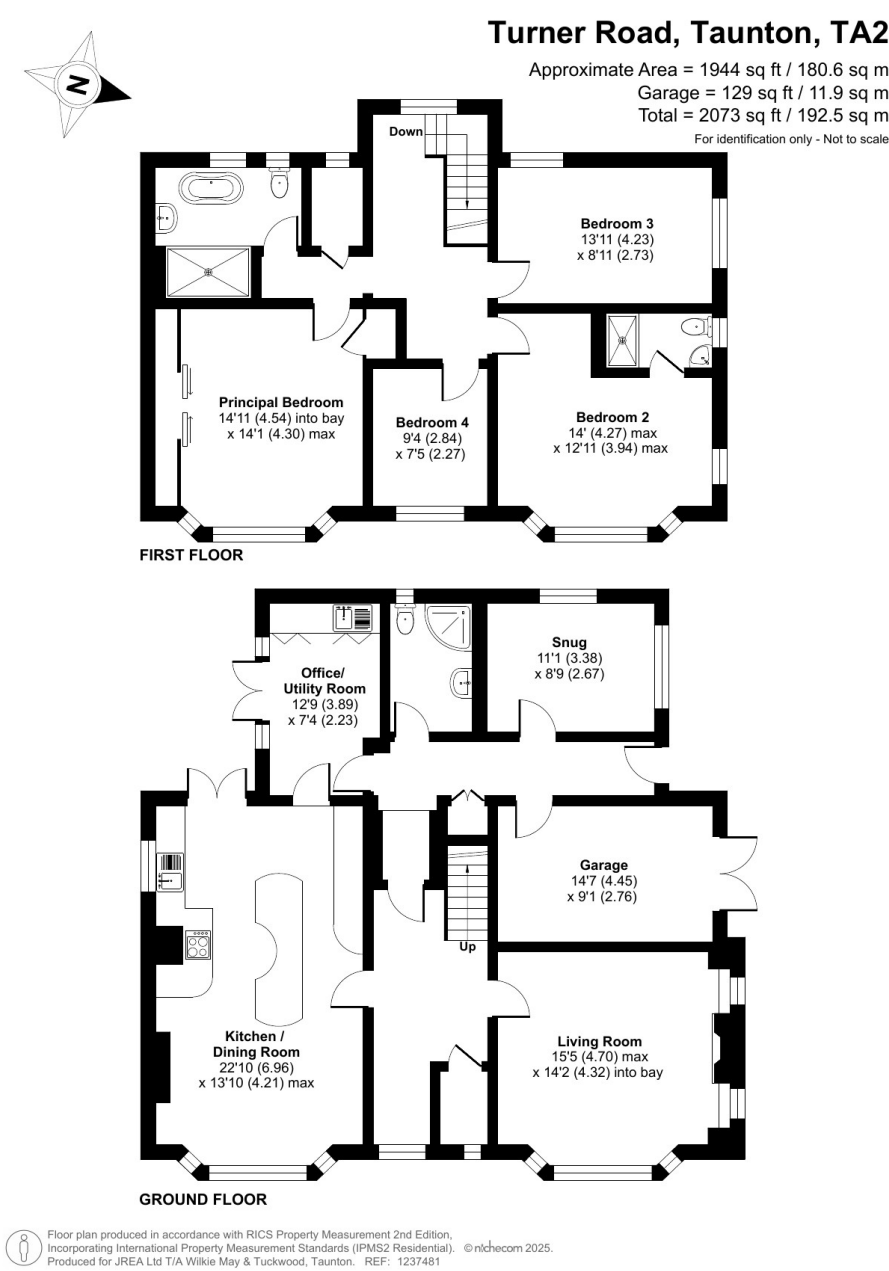 Turner Road, Taunton, TA2
Approximate Area = 1944 sq ft / 180.6 sq m
Garage = 129 sq ft / 11.9 sq m
Total = 2073 sq ft / 192.5 sq m
For identification only - Not to scale
N
Down
Bedroom 3
13'11 (4.23)
x 8'11 (2.73)
Principal Bedroom
14'11 (4.54) into bay
x 14'1 (4.30) max
Bedroom 4
9'4 (2.84)
x 7'5 (2.27)
Bedroom 2
14' (4.27) max
x 12'11 (3.94) max
FIRST FLOOR
Office/
Utility Room
12'9 (3.89)
x 7'4 (2.23)
Snug
11'1 (3.38)
x 8'9 (2.67)
Garage
14'7 (4.45)
x 9'1 (2.76)
Up
Kitchen /
Dining Room
22'10 (6.96)
x 13'10 (4.21) max
Living Room
15'5 (4.70) max
x 14'2 (4.32) into bay
GROUND FLOOR
Floor plan produced in accordance with RICS Property Measurement 2nd Edition,
Incorporating International Property Measurement Standards (IPMS2 Residential). © nichecom 2025.
Produced for JREA Ltd T/A Wilkie May & Tuckwood, Taunton. REF: 1237481